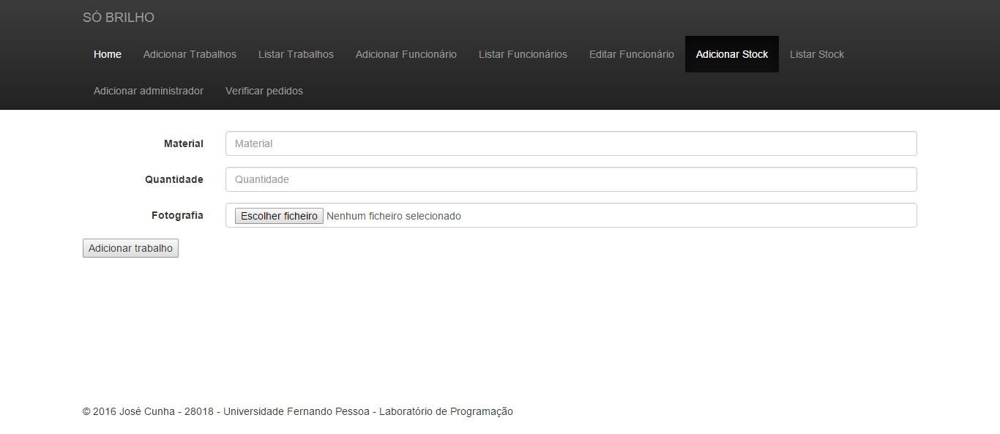 SÓ BRILHO
Home Adicionar Trabalhos Listar Trabalhos Adicionar Funcionário Listar Funcionários Editar Funcionário Adicionar Stock Listar Stock
Adicionar administrador Verificar pedidos
Material Material
Quantidade Quantidade
Fotografia Escolher ficheiro Nenhum ficheiro selecionado
Adicionar trabalho
© 2016 José Cunha - 28018 - Universidade Fernando Pessoa - Laboratório de Programação